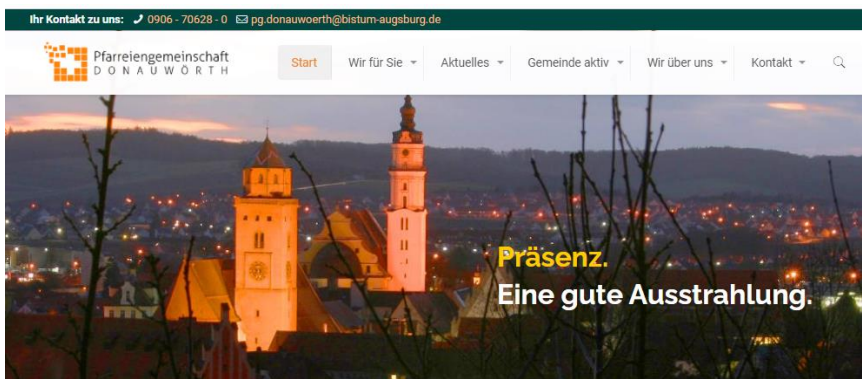 Ihr Kontakt zu uns: 0906 - 70628 - 0 pg.donauwoerth@bistum-augsburg.de
Pfarreiengemeinschaft
DONAUWÖRTH
Start Wir für Sie Aktuelles Gemeinde aktiv Wir über uns Kontakt
Präsenz.
Eine gute Ausstrahlung.